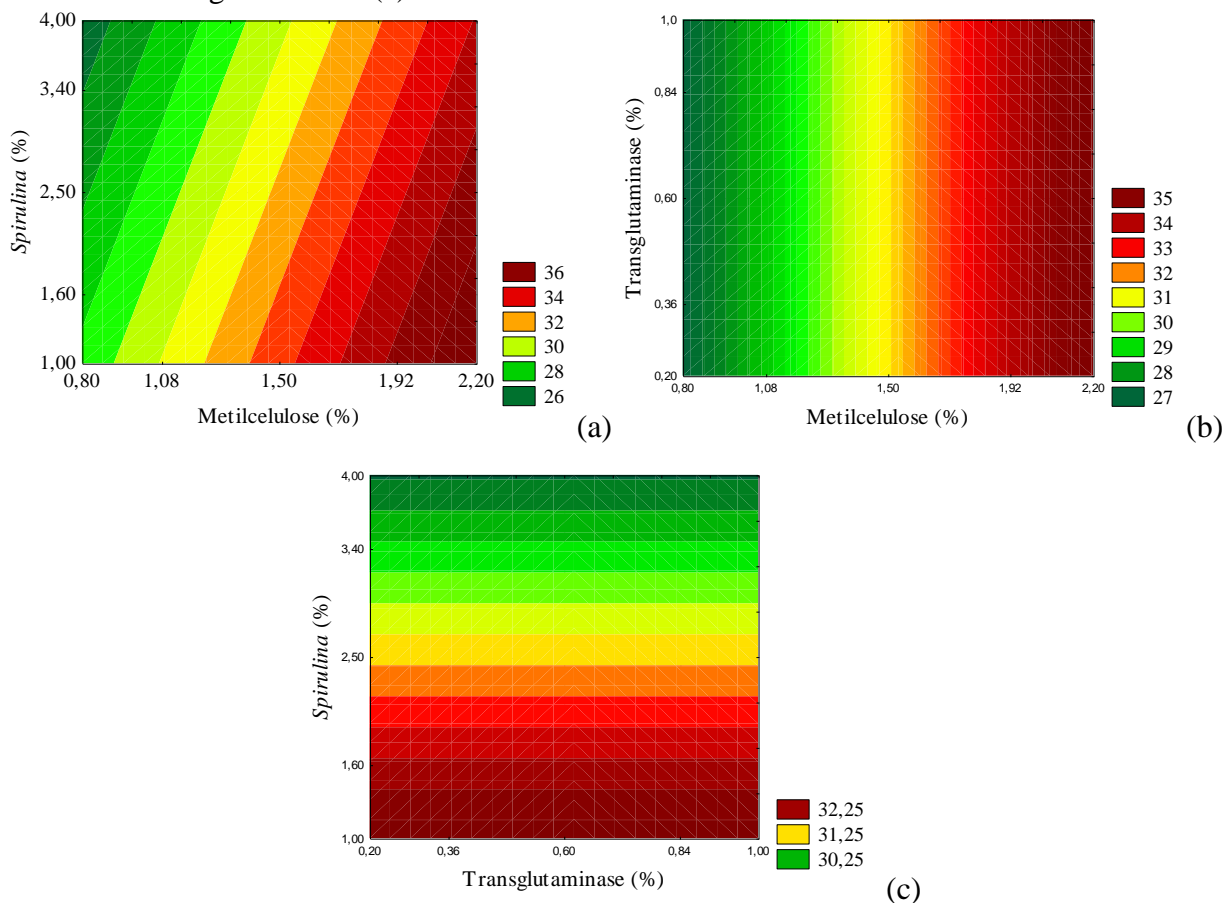 4,00
3,40
2,50
1,60
1,00
Spirulina (%)
0,80 1,08 1,50 1,92 2,20
Metilcelulose (%)
36
34
32
30
28
26
(a)
1,0
0,84
0,60
0,36
0,20
Transglutaminase (%)
0,80 1,08 1,50 1,92 2,20
Metilcelulose (%)
35
34
33
32
31
30
29
28
27
(b)
4,00
3,40
2,50
1,60
1,00
Spirulina (%)
0,20 0,36 0,60 0,84 1,00
Transglutaminase (%)
32,25
31,25
30,25
(c)